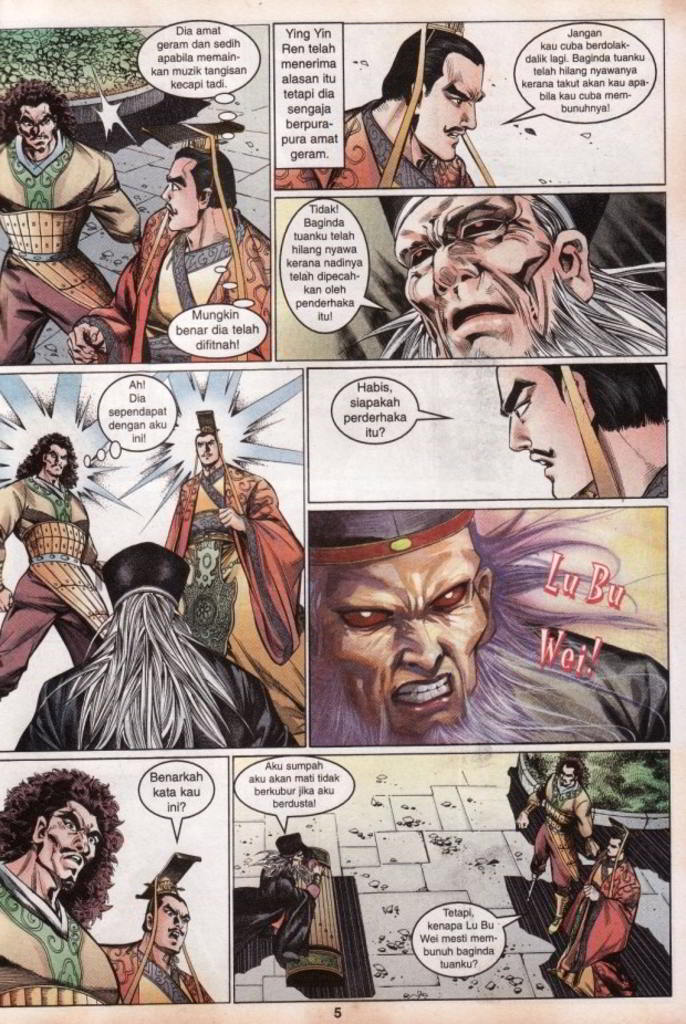 Dia amat
geram dan sedih
apabila memain-
kan muzik tangisan
kecapi tadi.
Mungkin
benar dia telah
difitnah!
Ying Yin
Ren telah
menerima
alasan itu
tetapi dia
sengaja
berpura-
pura amat
geram.
Jangan
kau cuba berdolak-
dalik lagi. Baginda tuanku
telah hilang nyawanya
kerana takut akan kau apa-
bila kau cuba mem-
bunuhnya!
Tidak!
Baginda
tuanku telah
hilang nyawa
kerana nadinya
telah dipecah-
kan oleh
penderhaka
itu!
Ah!
Dia
sependapat
dengan aku
ini!
Habis,
siapakah
perderhaka
itu?
Lu Bu
Wei!
Benarkah
kata kau
ini?
Aku sumpah
aku akan mati tidak
berkubur jika aku
berdusta!
Tetapi,
kenapa Lu Bu
Wei mesti mem-
bunuh baginda
tuanku?
5